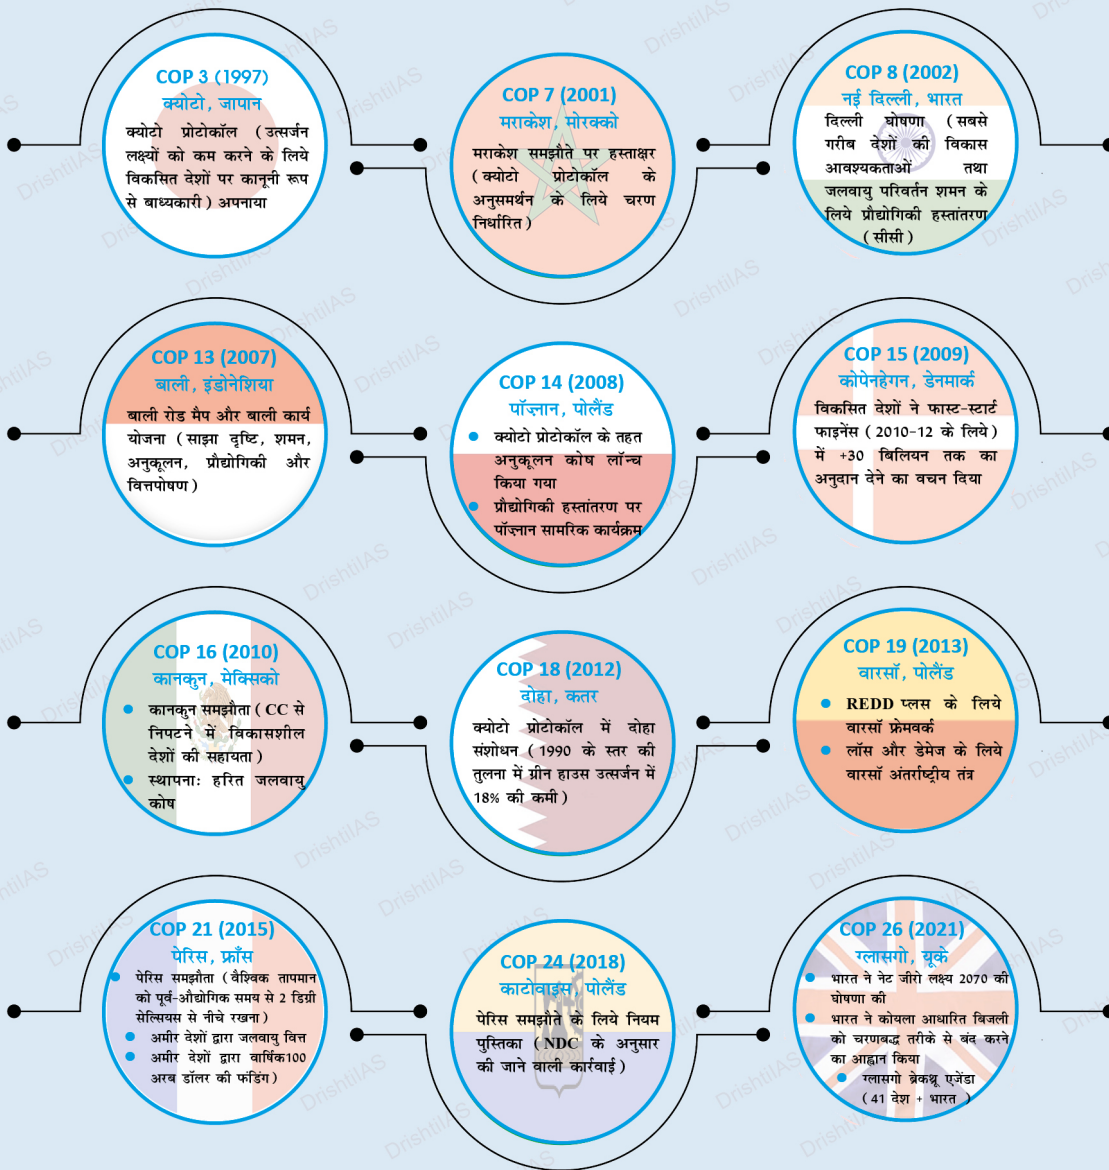 COP 3 (1997)
क्योटो, जापान
क्योटो प्रोटोकॉल (उत्सर्जन
लक्ष्यों को कम करने के लिये
विकसित देशों पर कानूनी रूप
से बाध्यकारी) अपनाया
COP 7 (2001)
मराकेश, मोरक्को
मराकेश समझौते पर हस्ताक्षर
(क्योटो प्रोटोकॉल के
अनुसमर्थन के लिये चरण
निर्धारित)
COP 8 (2002)
नई दिल्ली, भारत
दिल्ली घोषणा (सबसे
गरीब देशों की विकास
आवश्यकताओं तथा
जलवायु परिवर्तन शमन के
लिये प्रौद्योगिकी हस्तांतरण
(सीसी)
COP 13 (2007)
बाली, इंडोनेशिया
बाली रोड मैप और बाली कार्य
योजना (साझा दृष्टि, शमन,
अनुकूलन, प्रौद्योगिकी और
वित्तपोषण)
COP 14 (2008)
पॉज़्नान, पोलैंड
क्योटो प्रोटोकॉल के तहत
अनुकूलन कोष लॉन्च
किया गया
प्रौद्योगिकी हस्तांतरण पर
पॉज़्नान सामरिक कार्यक्रम
COP 15 (2009)
कोपेनहेगन, डेनमार्क
विकसित देशों ने फास्ट-स्टार्ट
फाइनेंस (2010-12 के लिये)
में +30 बिलियन तक का
अनुदान देने का वचन दिया
COP 16 (2010)
कानकुन, मेक्सिको
कानकुन समझौता (CC से
निपटने में विकासशील
देशों की सहायता)
स्थापनाः हरित जलवायु
कोष
COP 18 (2012)
दोहा, कतर
क्योटो प्रोटोकॉल में दोहा
संशोधन (1990 के स्तर की
तुलना में ग्रीन हाउस उत्सर्जन में
18% की कमी)
COP 19 (2013)
वारसॉ, पोलैंड
REDD प्लस के लिये
वारसॉ फ्रेमवर्क
लॉस और डेमेज के लिये
वारसॉ अंतर्राष्ट्रीय तंत्र
COP 21 (2015)
पेरिस, फ्राँस
पेरिस समझौता (वैश्विक तापमान
को पूर्व-औद्योगिक समय से 2 डिग्री
सेल्सियस से नीचे रखना)
अमीर देशों द्वारा जलवायु वित्त
अमीर देशों द्वारा वार्षिक100
अरब डॉलर की फंडिंग)
COP 24 (2018)
काटोवाइस, पोलैंड
पेरिस समझौते के लिये नियम
पुस्तिका (NDC के अनुसार
की जाने वाली कार्रवाई)
COP 26 (2021)
ग्लासगो, यूके
भारत ने नेट जीरो लक्ष्य 2070 की
घोषणा की
भारत ने कोयला आधारित बिजली
को चरणबद्ध तरीके से बंद करने
का आह्वान किया
ग्लासगो ब्रेकथ्रू एजेंडा
(41 देश + भारत )
DrishtiIAS